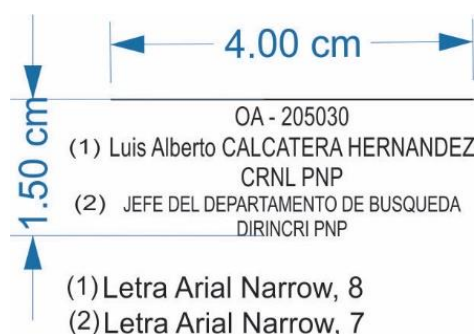 4.00 cm
1.50 cm
OA - 205030
(1) Luis Alberto CALCATERA HERNANDEZ
CRNL PNP
(2) JEFE DEL DEPARTAMENTO DE BUSQUEDA
DIRINCRI PNP
(1) Letra Arial Narrow, 8
(2) Letra Arial Narrow, 7